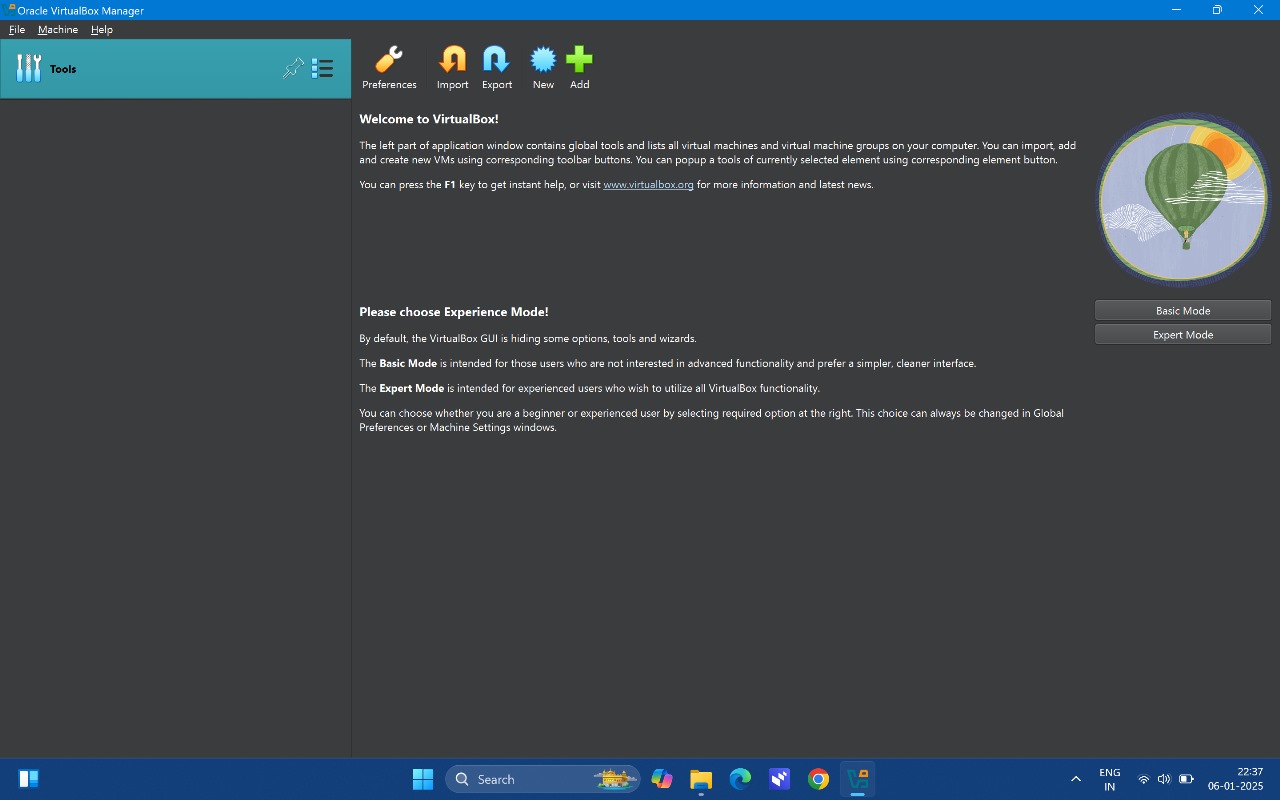 Oracle VirtualBox Manager
File Machine Help
Tools
Preferences Import Export New Add
Welcome to VirtualBox!
The left part of application window contains global tools and lists all virtual machines and virtual machine groups on your computer. You can import, add
and create new VMs using corresponding toolbar buttons. You can popup a tools of currently selected element using corresponding element button.
You can press the F1 key to get instant help, or visit www.virtualbox.org for more information and latest news.
Please choose Experience Mode!
By default, the VirtualBox GUI is hiding some options, tools and wizards.
The Basic Mode is intended for those users who are not interested in advanced functionality and prefer a simpler, cleaner interface.
The Expert Mode is intended for experienced users who wish to utilize all VirtualBox functionality.
You can choose whether you are a beginner or experienced user by selecting required option at the right. This choice can always be changed in Global
Preferences or Machine Settings windows.
Basic Mode
Expert Mode
Search
ENG
IN
22:37
06-01-2025